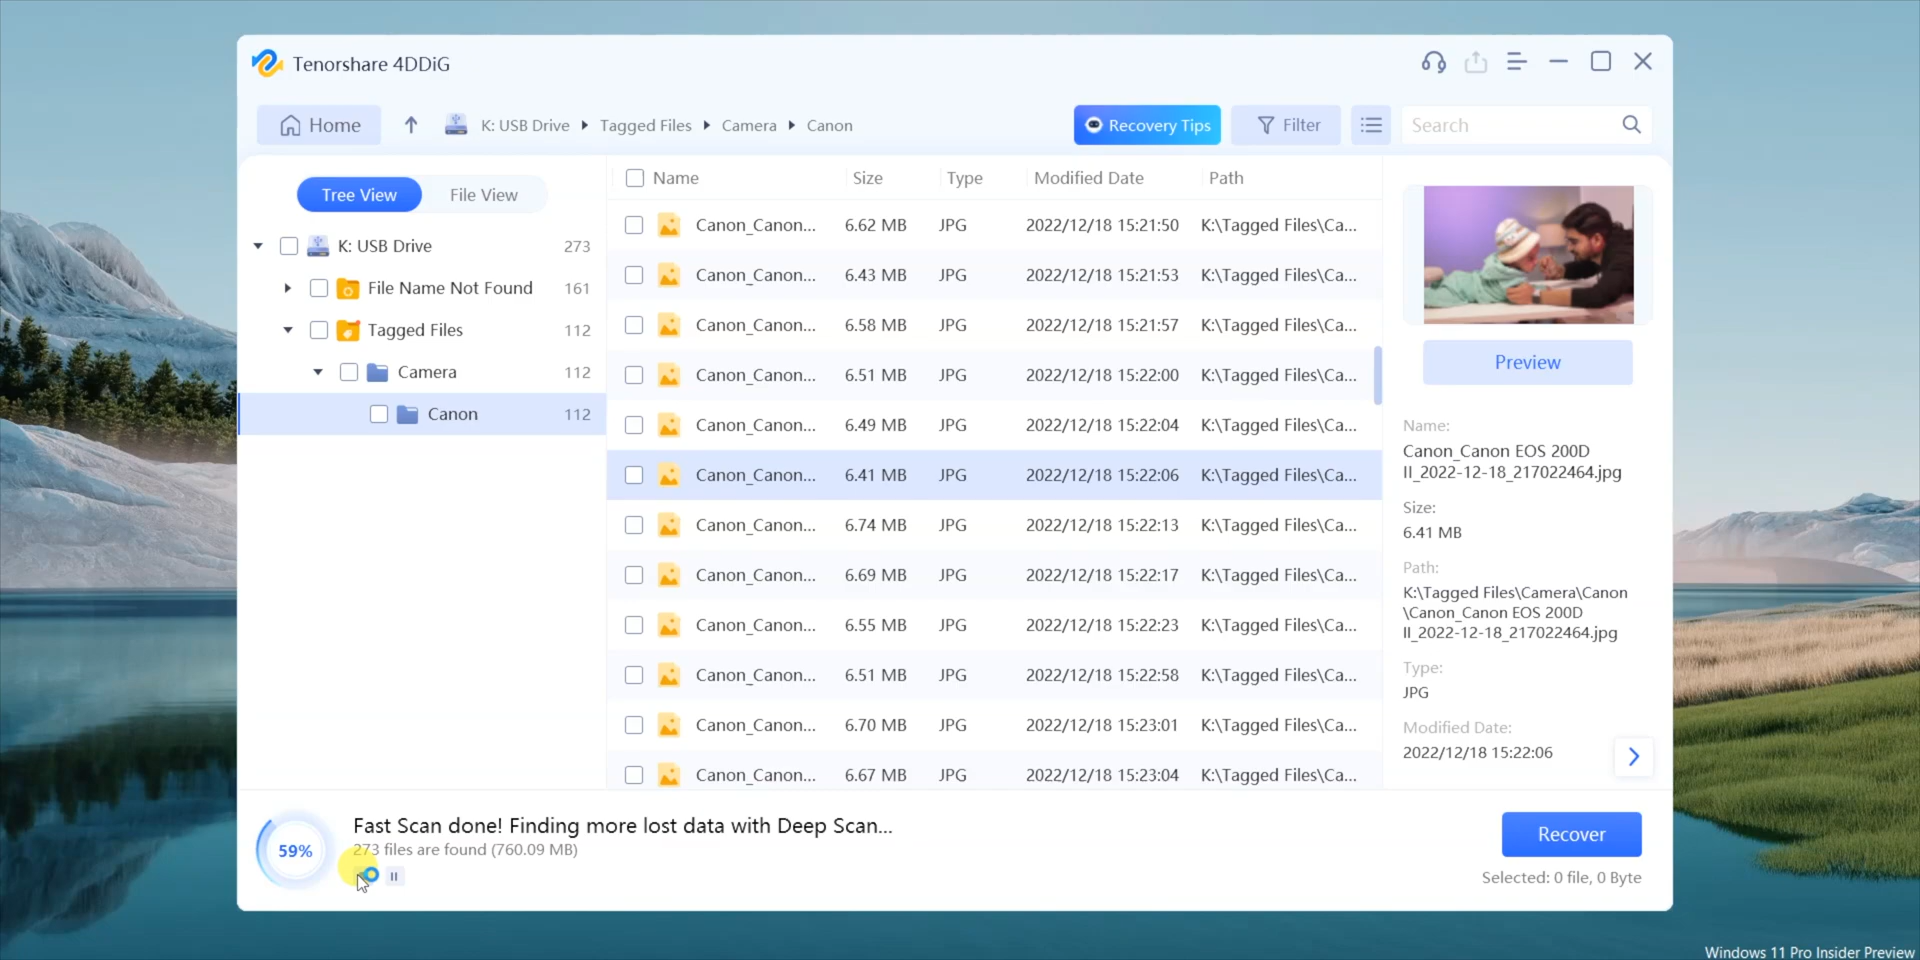 Tenorshare 4DDiG
Home
K: USB Drive
Tagged Files
Camera
Canon
Recovery Tips
Filter
Search
Tree View
File View
K: USB Drive 273
File Name Not Found 161
Tagged Files 112
Camera 112
Canon 112
Name Size Type Modified Date Path
Canon_Canon... 6.62 MB JPG 2022/12/18 15:21:50 K:\Tagged Files\Ca...
Canon_Canon... 6.43 MB JPG 2022/12/18 15:21:53 K:\Tagged Files\Ca...
Canon_Canon... 6.58 MB JPG 2022/12/18 15:21:57 K:\Tagged Files\Ca...
Canon_Canon... 6.51 MB JPG 2022/12/18 15:22:00 K:\Tagged Files\Ca...
Canon_Canon... 6.49 MB JPG 2022/12/18 15:22:04 K:\Tagged Files\Ca...
Canon_Canon... 6.41 MB JPG 2022/12/18 15:22:06 K:\Tagged Files\Ca...
Canon_Canon... 6.74 MB JPG 2022/12/18 15:22:13 K:\Tagged Files\Ca...
Canon_Canon... 6.69 MB JPG 2022/12/18 15:22:17 K:\Tagged Files\Ca...
Canon_Canon... 6.55 MB JPG 2022/12/18 15:22:23 K:\Tagged Files\Ca...
Canon_Canon... 6.51 MB JPG 2022/12/18 15:22:58 K:\Tagged Files\Ca...
Canon_Canon... 6.70 MB JPG 2022/12/18 15:23:01 K:\Tagged Files\Ca...
Canon_Canon... 6.67 MB JPG 2022/12/18 15:23:04 K:\Tagged Files\Ca...
Preview
Name:
Canon_Canon EOS 200D
II_2022-12-18_217022464.jpg
Size:
6.41 MB
Path:
K:\Tagged Files\Camera\Canon
\Canon_Canon EOS 200D
II_2022-12-18_217022464.jpg
Type:
JPG
Modified Date:
2022/12/18 15:22:06
59%
Fast Scan done! Finding more lost data with Deep Scan...
273 files are found (760.09 MB)
Recover
Selected: 0 file, 0 Byte
Windows 11 Pro Insider Preview